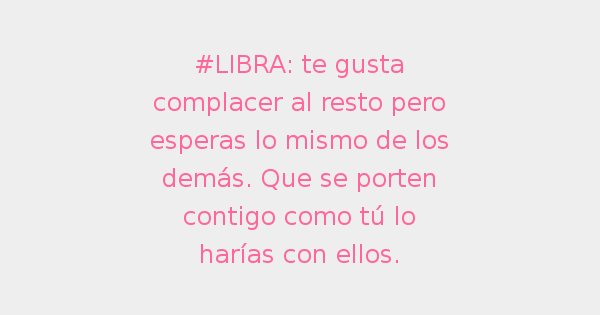 #LIBRA: te gusta
complacer al resto pero
esperas lo mismo de los
demás. Que se porten
contigo como tú lo
harías con ellos.